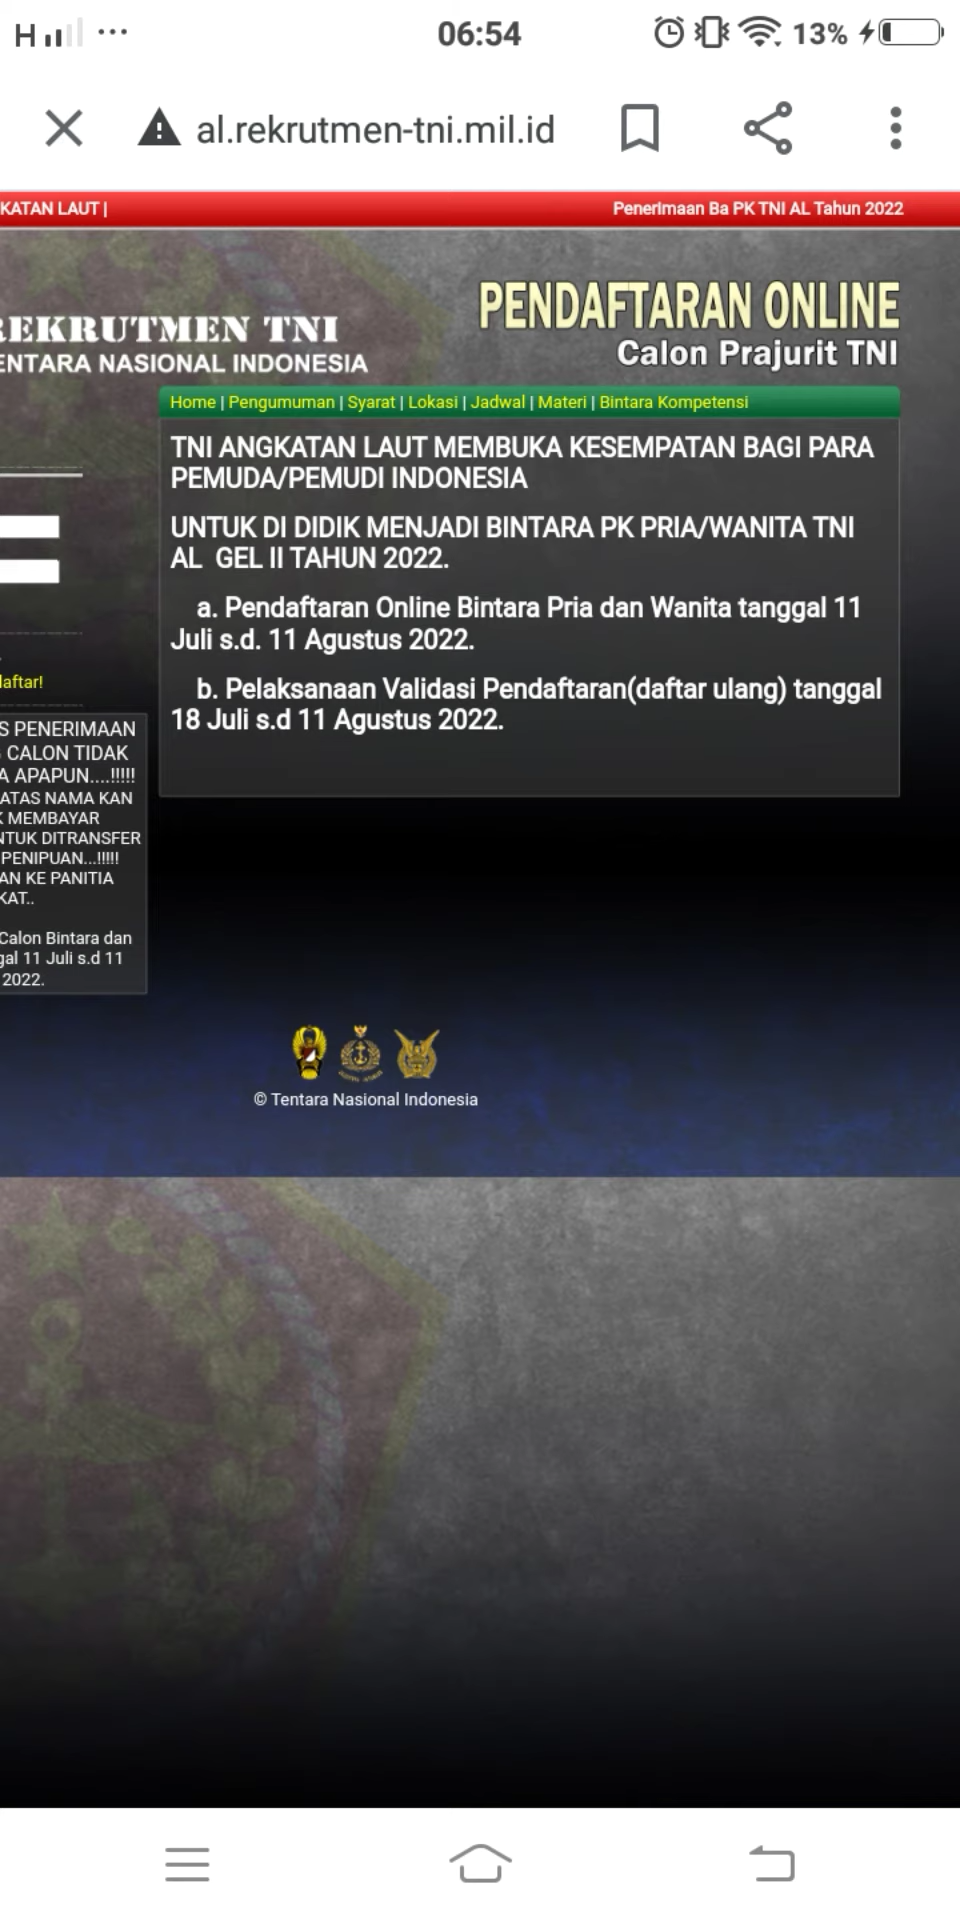 H ... 06:54 13%
al.rekrutmen-tni.mil.id
KATAN LAUT | Penerimaan Ba PK TNI AL Tahun 2022
PENDAFTARAN ONLINE
REKRUTMEN TNI
Calon Prajurit TNI
ENTARA NASIONAL INDONESIA
Home | Pengumuman | Syarat | Lokasi | Jadwal | Materi | Bintara Kompetensi
TNI ANGKATAN LAUT MEMBUKA KESEMPATAN BAGI PARA
PEMUDA/PEMUDI INDONESIA
UNTUK DI DIDIK MENJADI BINTARA PK PRIA/WANITA TNI
AL GEL II TAHUN 2022.
a. Pendaftaran Online Bintara Pria dan Wanita tanggal 11
Juli s.d. 11 Agustus 2022.
b. Pelaksanaan Validasi Pendaftaran(daftar ulang) tanggal
18 Juli s.d 11 Agustus 2022.
daftar!
S PENERIMAAN
CALON TIDAK
A APAPUN....!!!!!
ATAS NAMA KAN
K MEMBAYAR
NTUK DITRANSFER
PENIPUAN...!!!!!
AN KE PANITIA
KAT..
Calon Bintara dan
gal 11 Juli s.d 11
2022.
© Tentara Nasional Indonesia